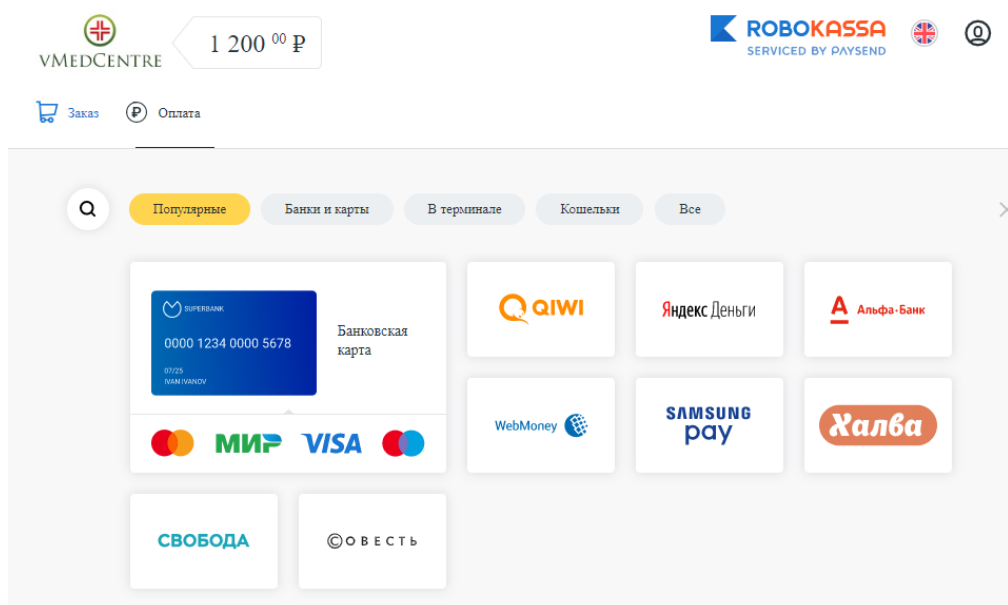 vMedCentre
1 200 00 ₽
ROBOKASSA
SERVICED BY PAYSEND
Заказ
Оплата
Популярные
Банки и карты
В терминале
Кошельки
Все
SUPERBANK
0000 1234 0000 5678
07/25
IVAN IVANOV
Банковская
карта
МИР
VISA
QIWI
Яндекс Деньги
Альфа·Банк
WebMoney
SAMSUNG
pay
Халва
СВОБОДА
©ОВЕСТЬ